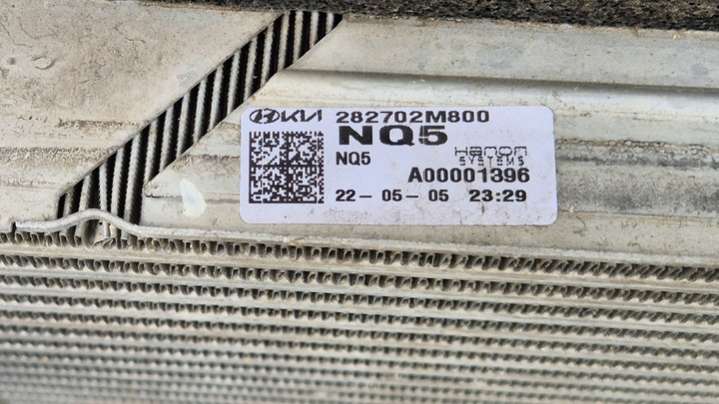 KIA 282702M800
NQ5
NQ5 Hanon SYSTEMS
A00001396
22-05-05 23:29